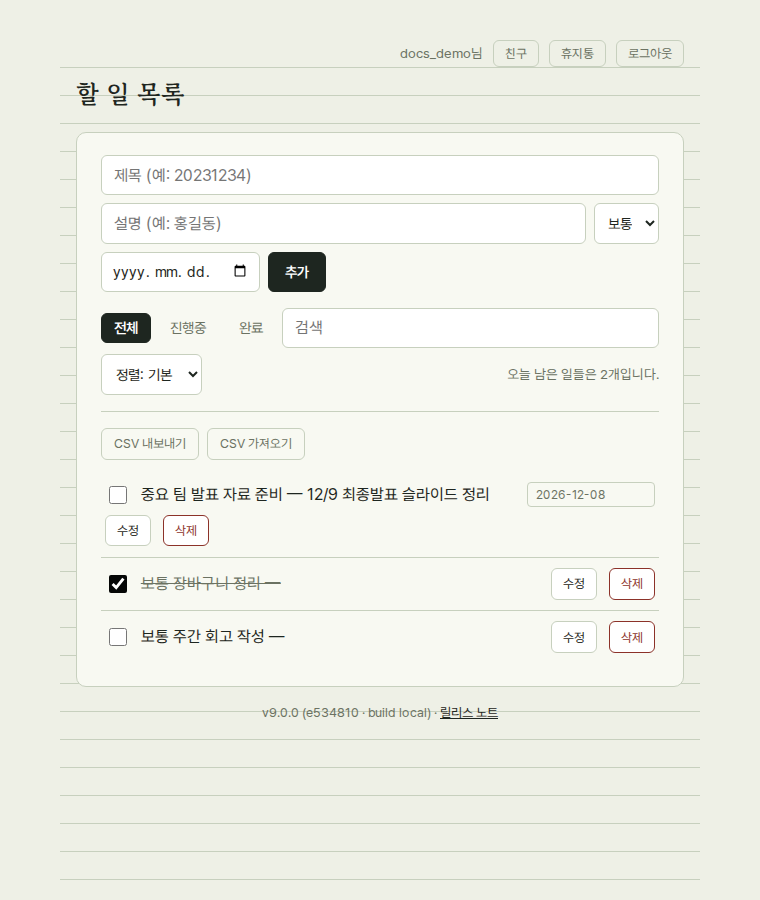 docs_demo님 친구 휴지통 로그아웃
할 일 목록
제목 (예: 20231234)
설명 (예: 홍길동) 보통
yyyy. mm. dd. 추가
전체 진행중 완료 검색
정렬: 기본 오늘 남은 일들은 2개입니다.
CSV 내보내기 CSV 가져오기
중요 팀 발표 자료 준비 — 12/9 최종발표 슬라이드 정리 2026-12-08
수정 삭제
보통 장바구니 정리 — 수정 삭제
보통 주간 회고 작성 — 수정 삭제
v9.0.0 (e534810 · build local) · 릴리스 노트